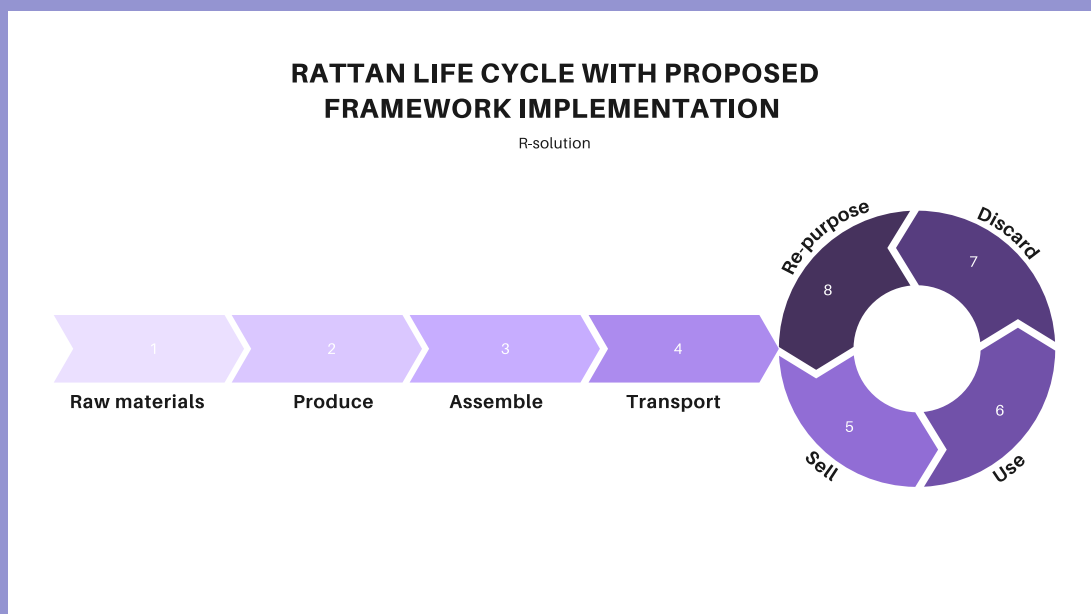 RATTAN LIFE CYCLE WITH PROPOSED
FRAMEWORK IMPLEMENTATION
R-solution
1
2
3
4
Raw materials
Produce
Assemble
Transport
5
Sell
6
Use
7
Discard
8
Re-purpose